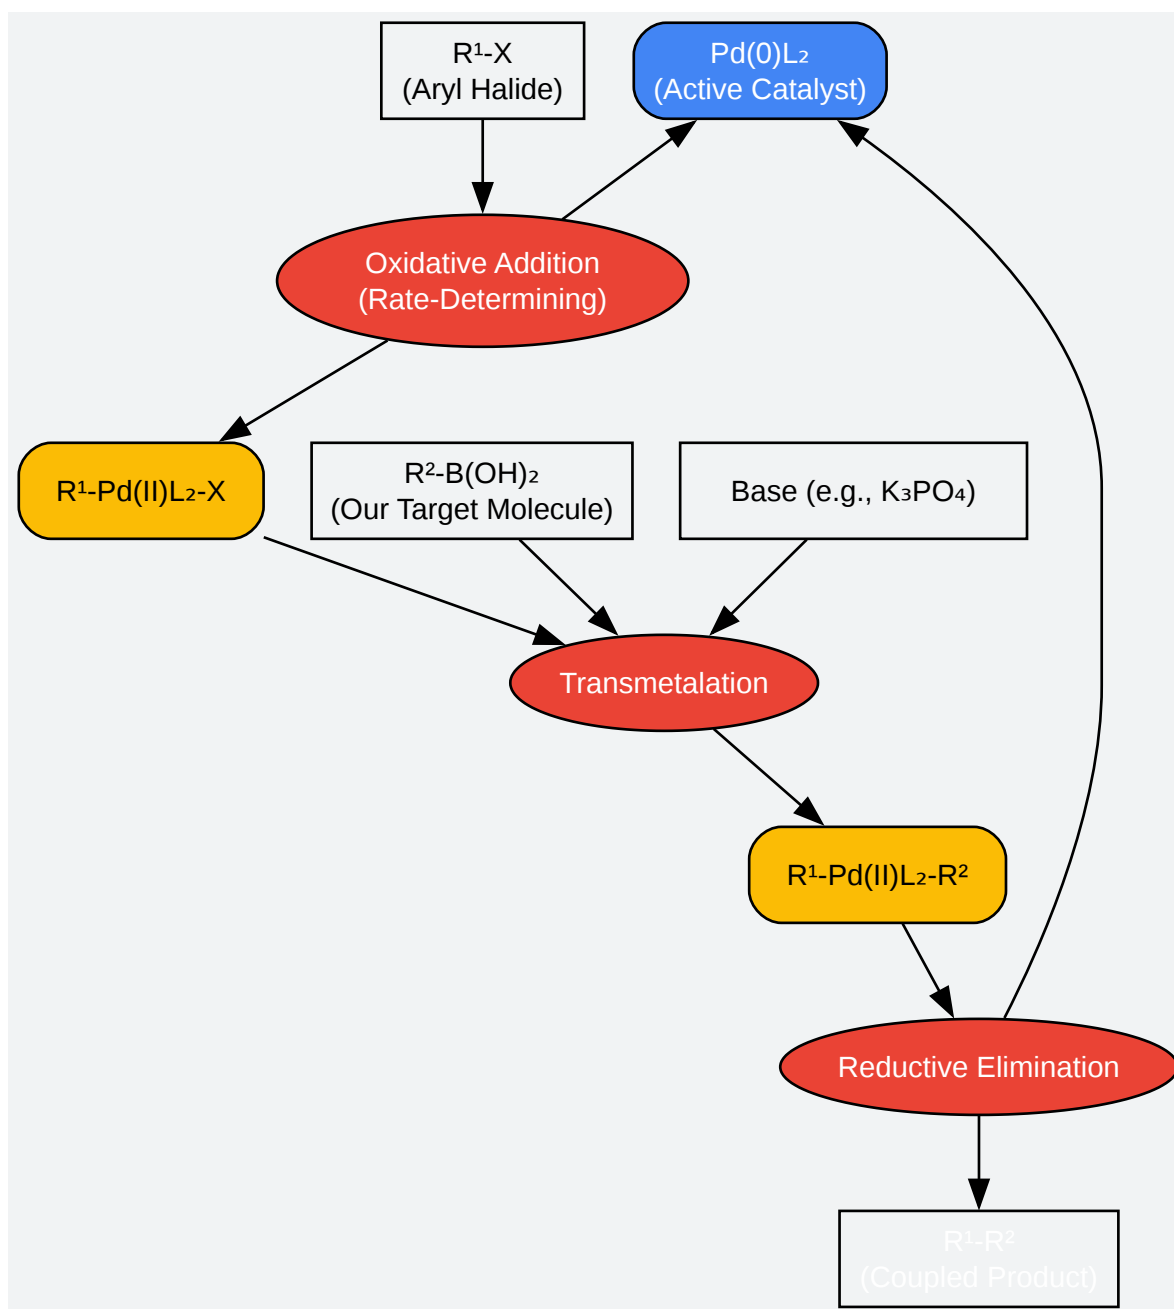 R¹-X
(Aryl Halide)
Pd(0)L₂
(Active Catalyst)
Oxidative Addition
(Rate-Determining)
R¹-Pd(II)L₂-X
R²-B(OH)₂
(Our Target Molecule)
Base (e.g., K₃PO₄)
Transmetalation
R¹-Pd(II)L₂-R²
Reductive Elimination
R¹-R²
(Coupled Product)